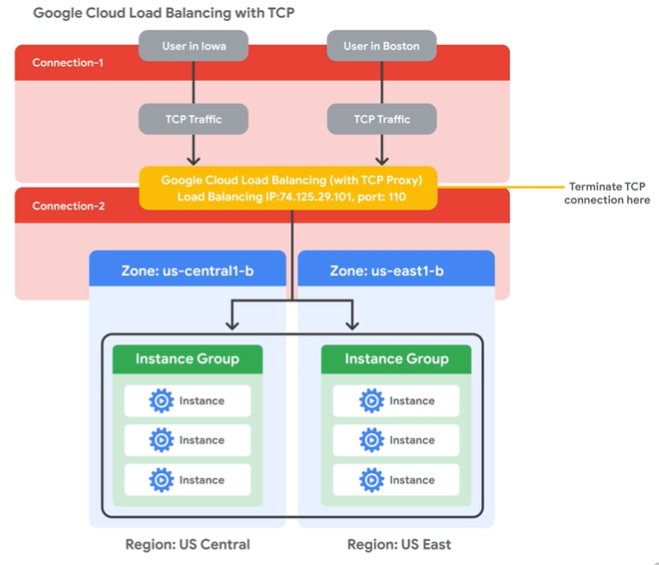 Google Cloud Load Balancing with TCP
User in Iowa
User in Boston
Connection-1
TCP Traffic
TCP Traffic
Google Cloud Load Balancing (with TCP Proxy)
Load Balancing IP:74.125.29.101, port: 110
Terminate TCP
connection here
Connection-2
Zone: us-central1-b
Zone: us-east1-b
Instance Group
Instance Group
Instance
Instance
Instance
Instance
Instance
Instance
Region: US Central
Region: US East